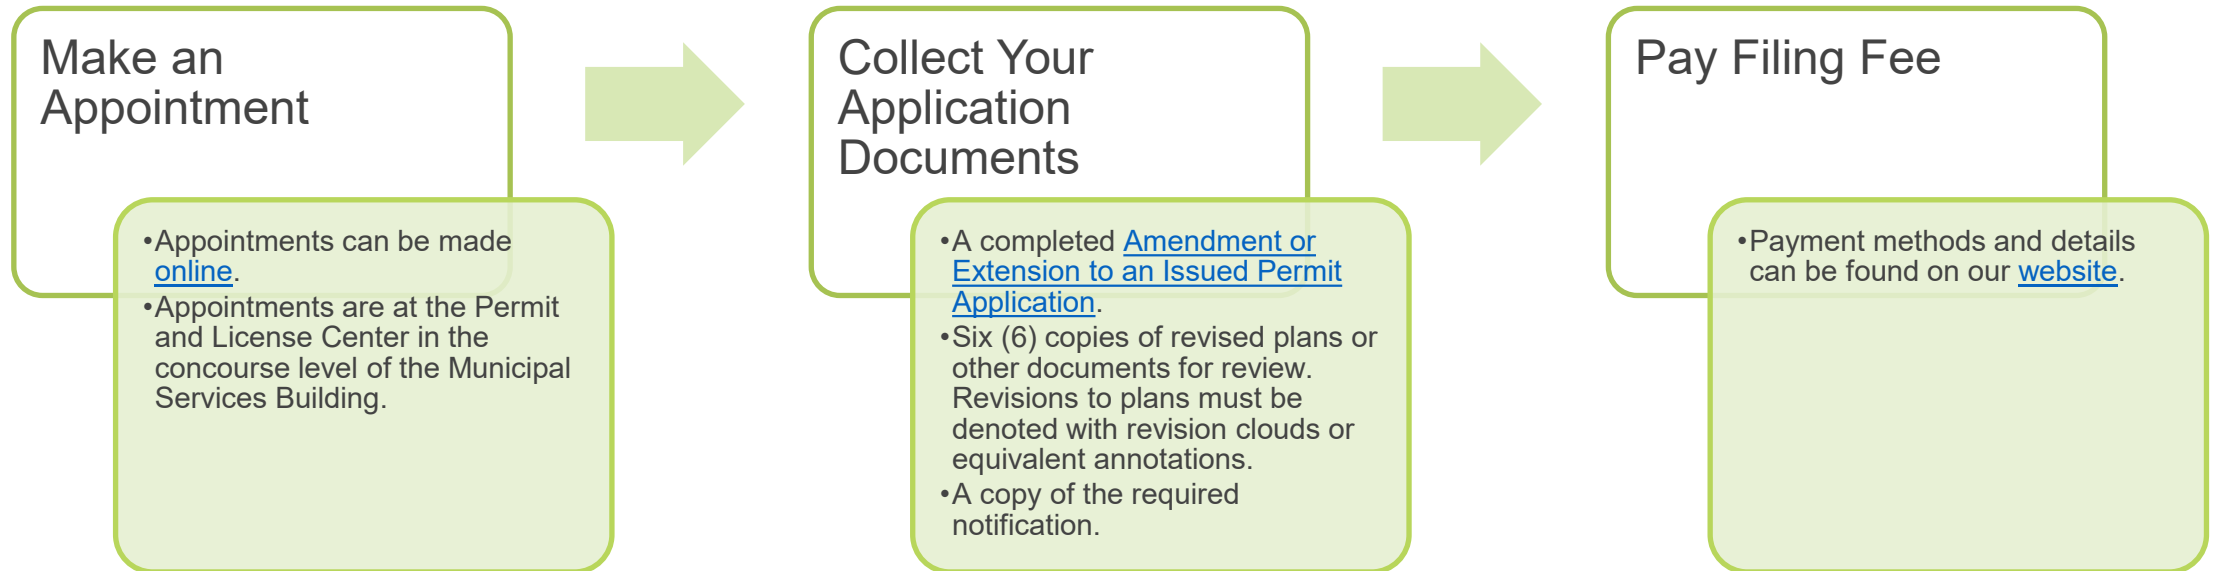 Make an
Appointment
•Appointments can be made
online.
•Appointments are at the Permit
and License Center in the
concourse level of the Municipal
Services Building.
Collect Your
Application
Documents
•A completed Amendment or
Extension to an Issued Permit
Application.
•Six (6) copies of revised plans or
other documents for review.
Revisions to plans must be
denoted with revision clouds or
equivalent annotations.
•A copy of the required
notification.
Pay Filing Fee
•Payment methods and details
can be found on our website.